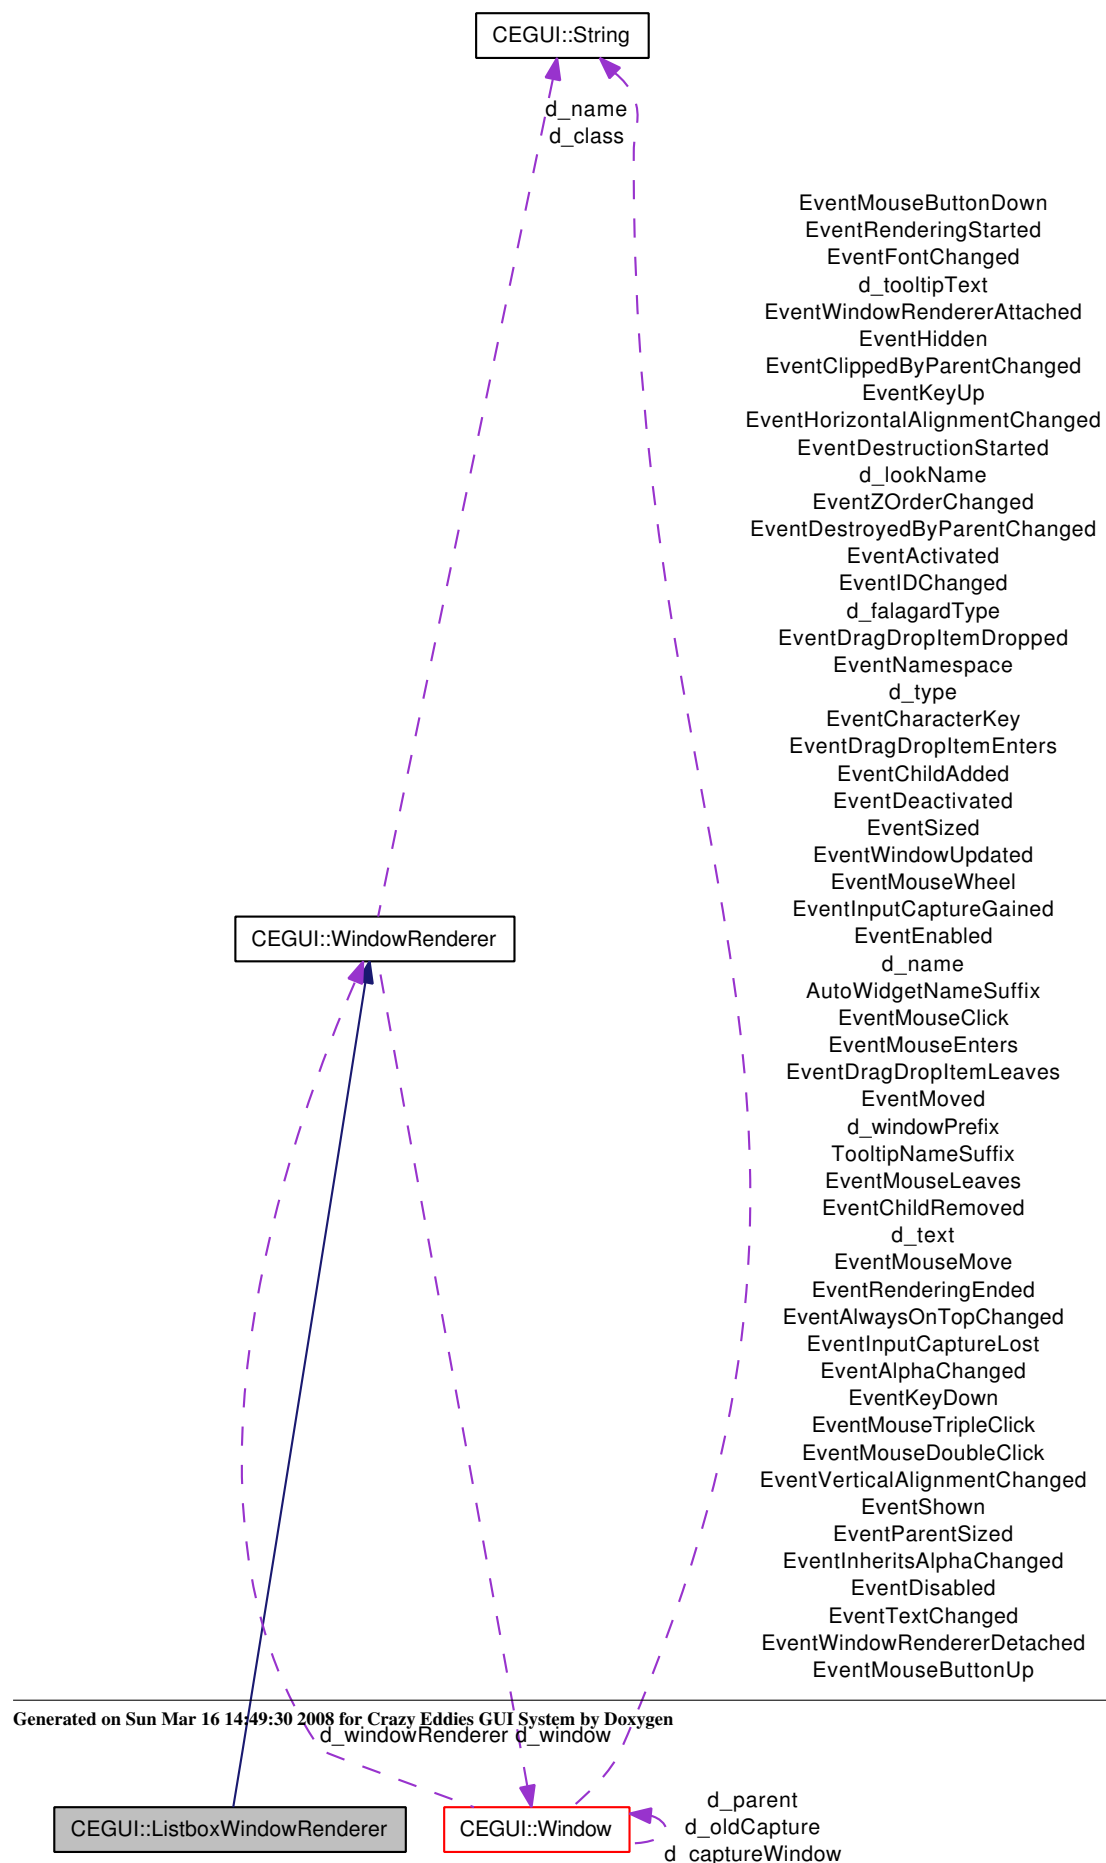 CEGUI::String
d_name
d_class
EventMouseButtonDown
EventRenderingStarted
EventFontChanged
d_tooltipText
EventWindowRendererAttached
EventHidden
EventClippedByParentChanged
EventKeyUp
EventHorizontalAlignmentChanged
EventDestructionStarted
d_lookName
EventZOrderChanged
EventDestroyedByParentChanged
EventActivated
EventIDChanged
d_falagardType
EventDragDropItemDropped
EventNamespace
d_type
EventCharacterKey
EventDragDropItemEnters
EventChildAdded
EventDeactivated
EventSized
EventWindowUpdated
EventMouseWheel
EventInputCaptureGained
EventEnabled
d_name
AutoWidgetNameSuffix
EventMouseClick
EventMouseEnters
EventDragDropItemLeaves
EventMoved
d_windowPrefix
TooltipNameSuffix
EventMouseLeaves
EventChildRemoved
d_text
EventMouseMove
EventRenderingEnded
EventAlwaysOnTopChanged
EventInputCaptureLost
EventAlphaChanged
EventKeyDown
EventMouseTripleClick
EventMouseDoubleClick
EventVerticalAlignmentChanged
EventShown
EventParentSized
EventInheritsAlphaChanged
EventDisabled
EventTextChanged
EventWindowRendererDetached
EventMouseButtonUp
CEGUI::WindowRenderer
Generated on Sun Mar 16 14:49:30 2008 for Crazy Eddies GUI System by Doxygen
d_windowRenderer
d_window
CEGUI::ListboxWindowRenderer
CEGUI::Window
d_parent
d_oldCapture
d_captureWindow